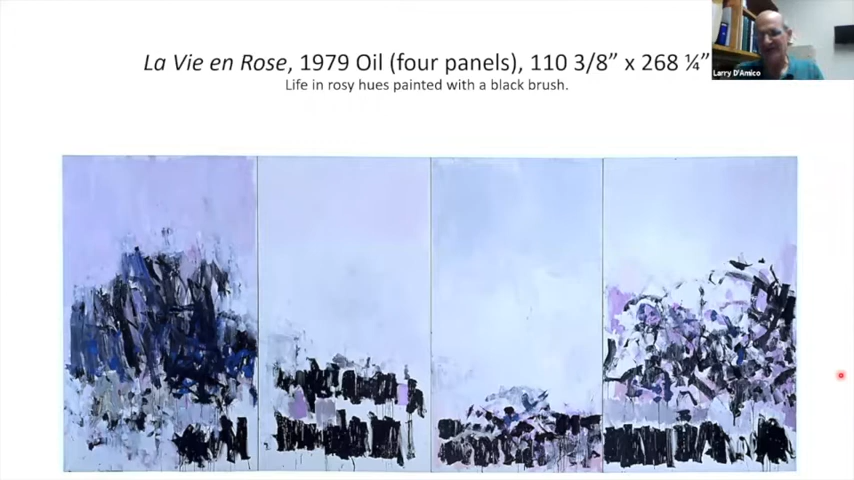 La Vie en Rose, 1979 Oil (four panels), 110 3/8” x 268 ¼”
Life in rosy hues painted with a black brush.
Larry D'Amico